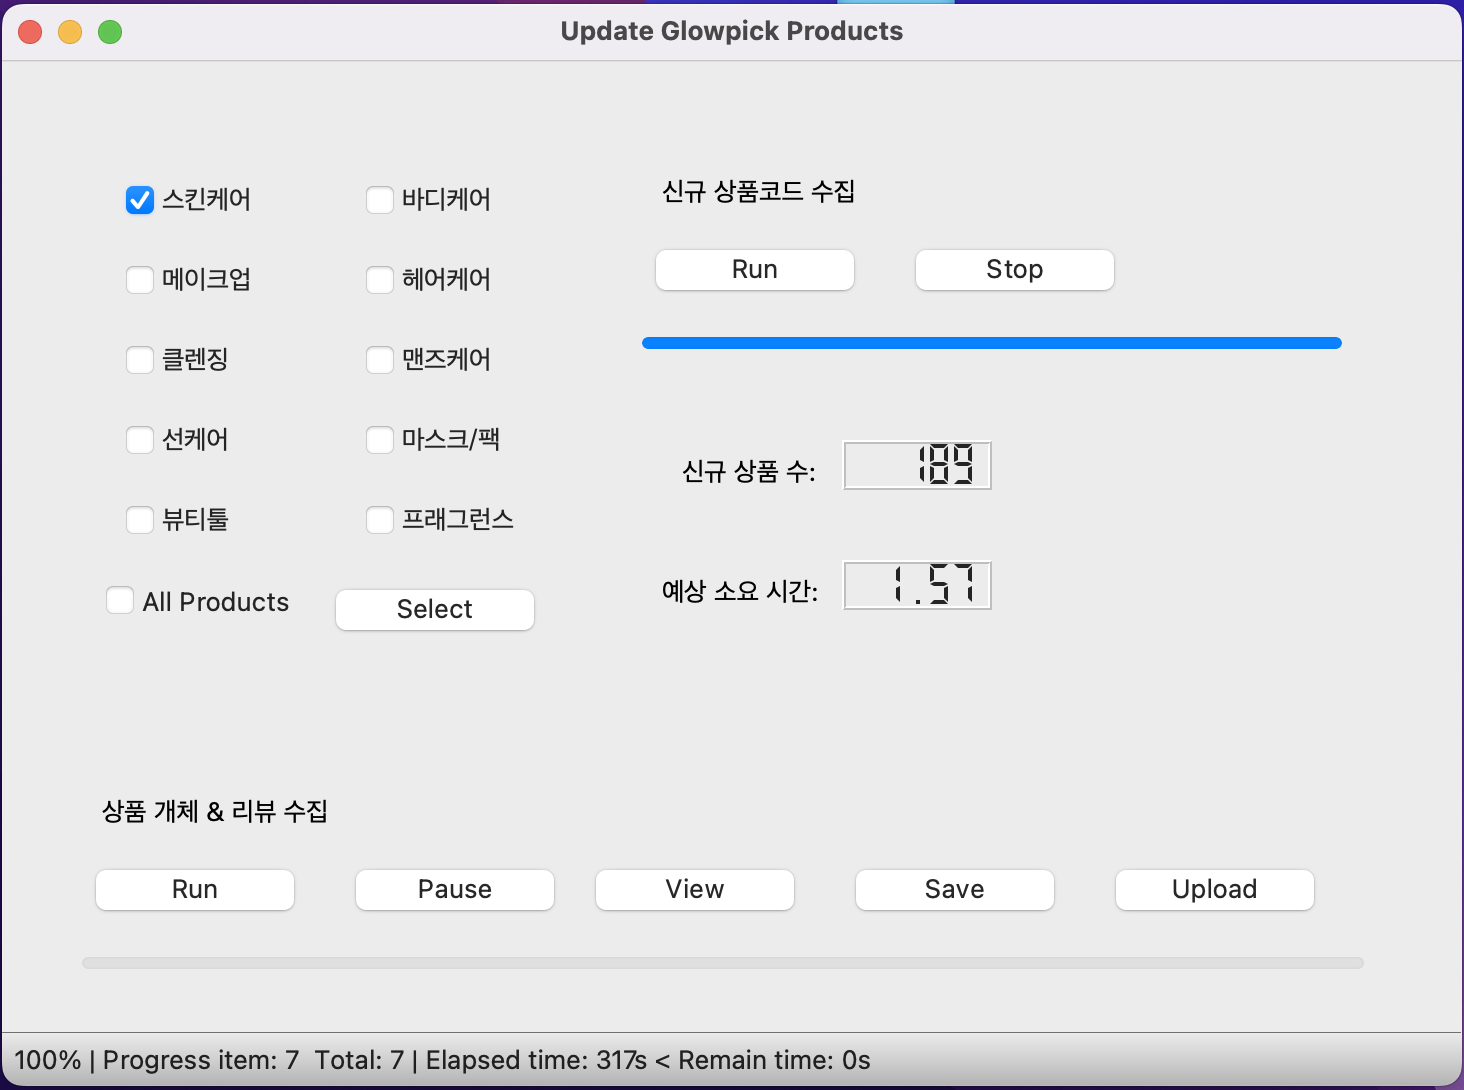 Update Glowpick Products
스킨케어 바디케어
메이크업 헤어케어
클렌징 맨즈케어
선케어 마스크/팩
뷰티툴 프래그런스
All Products Select
신규 상품코드 수집
Run Stop
신규 상품 수: 189
예상 소요 시간: 1.57
상품 개체 & 리뷰 수집
Run Pause View Save Upload
100% | Progress item: 7  Total: 7 | Elapsed time: 317s < Remain time: 0s